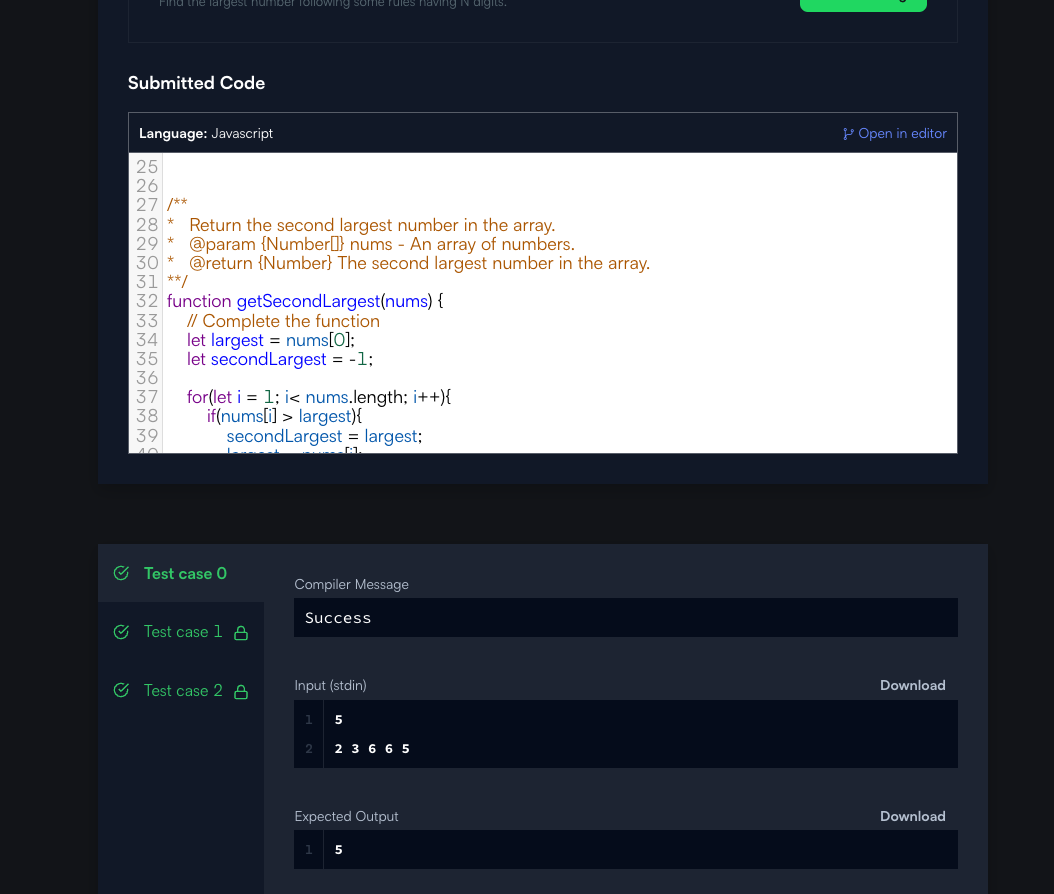 Find the largest number following some rules having N digits.
Submitted Code
Language: Javascript
Open in editor
25
26
27 /**
28 *   Return the second largest number in the array.
29 *   @param {Number[]} nums - An array of numbers.
30 *   @return {Number} The second largest number in the array.
31 **/
32 function getSecondLargest(nums) {
33     // Complete the function
34     let largest = nums[0];
35     let secondLargest = -1;
36
37     for(let i = 1; i< nums.length; i++){
38         if(nums[i] > largest){
39             secondLargest = largest;
40             largest = nums[i];
Test case 0
Test case 1
Test case 2
Compiler Message
Success
Input (stdin)
Download
1 5
2 2 3 6 6 5
Expected Output
Download
1 5